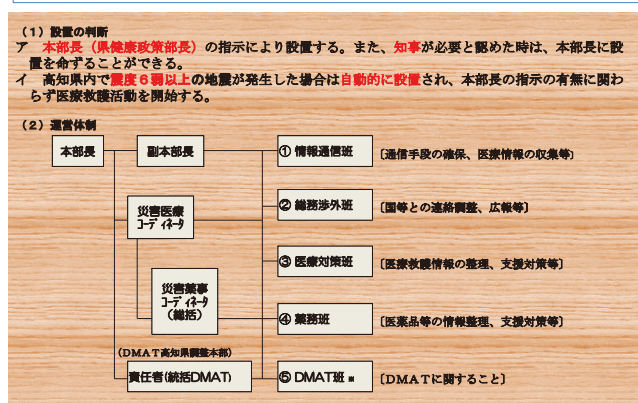 （1）設置の判断
ア　本部長（県健康政策部長）の指示により設置する。また、知事が必要と認めた時は、本部長に設
置を命ずることができる。
イ　高知県内で震度６弱以上の地震が発生した場合は自動的に設置され、本部長の指示の有無に関わ
らず医療救護活動を開始する。
（2）運営体制
本部長
副本部長
① 情報通信班
［通信手段の確保、医療情報の収集等］
災害医療
コーディネータ
② 総務渉外班
［国等との連絡調整、広報等］
③ 医療対策班
［医療救護情報の整理、支援対策等］
災害薬事
コーディネータ
（総括）
④ 薬務班
［医薬品等の情報整理、支援対策等］
（DMAT高知県調整本部）
責任者（統括DMAT）
⑤ DMAT班 ※
［DMATに関すること］